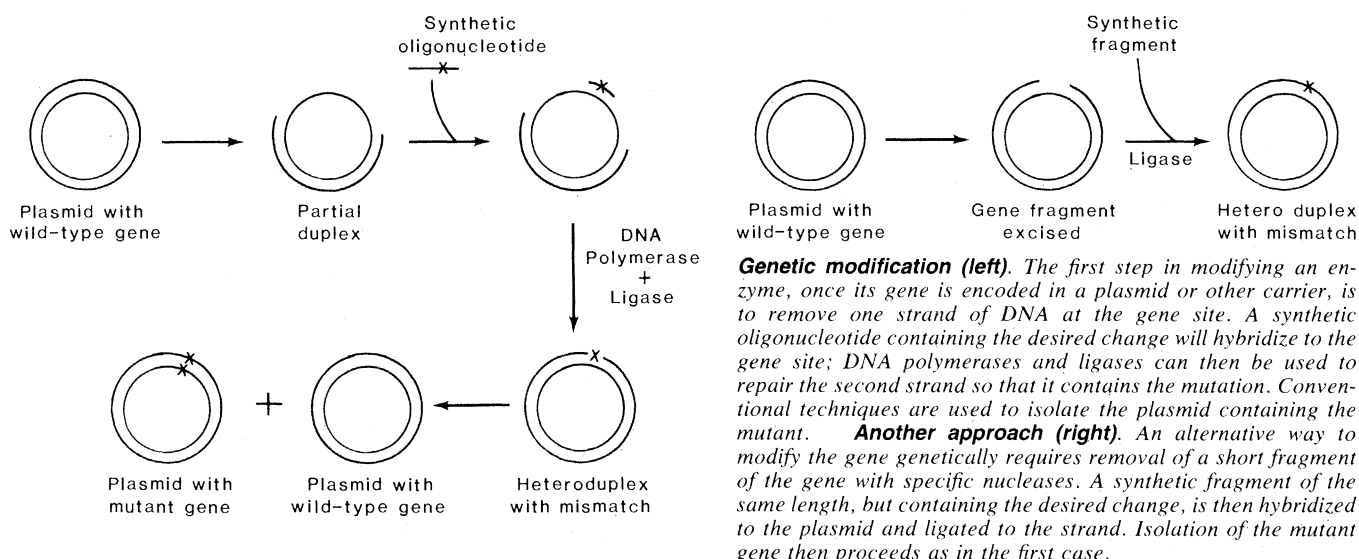 Synthetic
oligonucleotide
x
x
Plasmid with
wild-type gene
Partial
duplex
DNA
Polymerase
+
Ligase
x
x
+
x
Plasmid with
mutant gene
Plasmid with
wild-type gene
Heteroduplex
with mismatch
Synthetic
fragment
x
Ligase
Plasmid with
wild-type gene
Gene fragment
excised
Hetero duplex
with mismatch
Genetic modification (left). The first step in modifying an en-
zyme, once its gene is encoded in a plasmid or other carrier, is
to remove one strand of DNA at the gene site. A synthetic
oligonucleotide containing the desired change will hybridize to the
gene site; DNA polymerases and ligases can then be used to
repair the second strand so that it contains the mutation. Conven-
tional techniques are used to isolate the plasmid containing the
mutant. Another approach (right). An alternative way to
modify the gene genetically requires removal of a short fragment
of the gene with specific nucleases. A synthetic fragment of the
same length, but containing the desired change, is then hybridized
to the plasmid and ligated to the strand. Isolation of the mutant
gene then proceeds as in the first case.